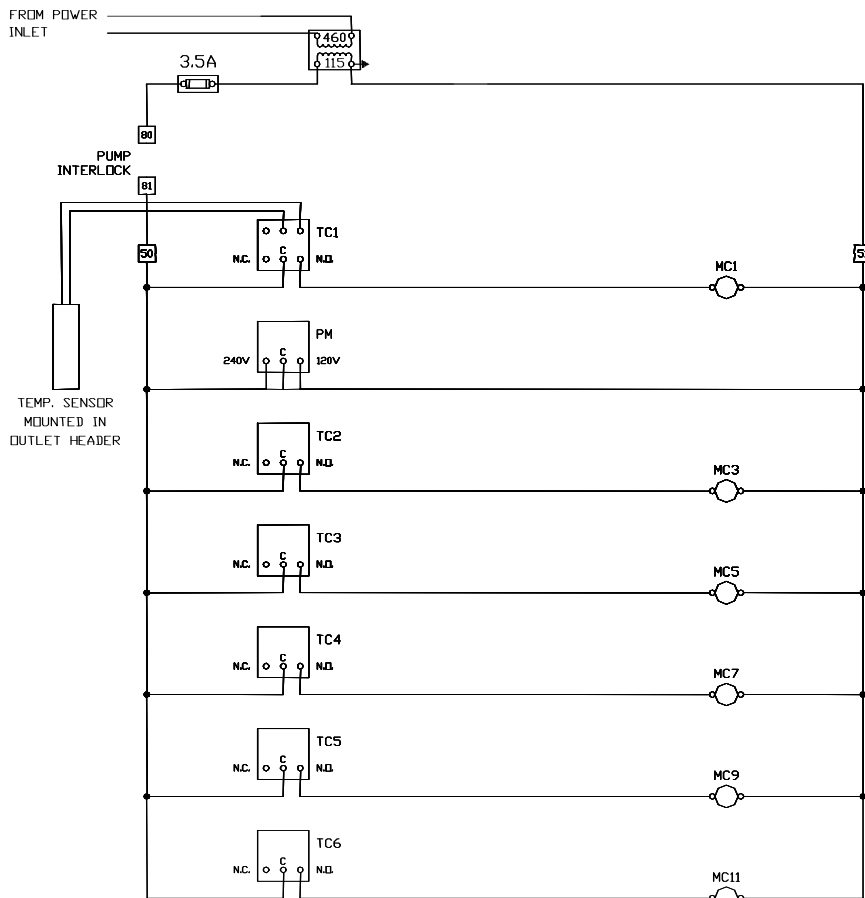 FROM POWER
INLET
460
115
3.5A
80
PUMP
INTERLOCK
81
50
TC1
N.C. C N.O.
MC1
PM
240V C 120V
TEMP. SENSOR
MOUNTED IN
OUTLET HEADER
TC2
N.C. C N.O.
MC3
TC3
N.C. C N.O.
MC5
TC4
N.C. C N.O.
MC7
TC5
N.C. C N.O.
MC9
TC6
N.C. C N.O.
MC11